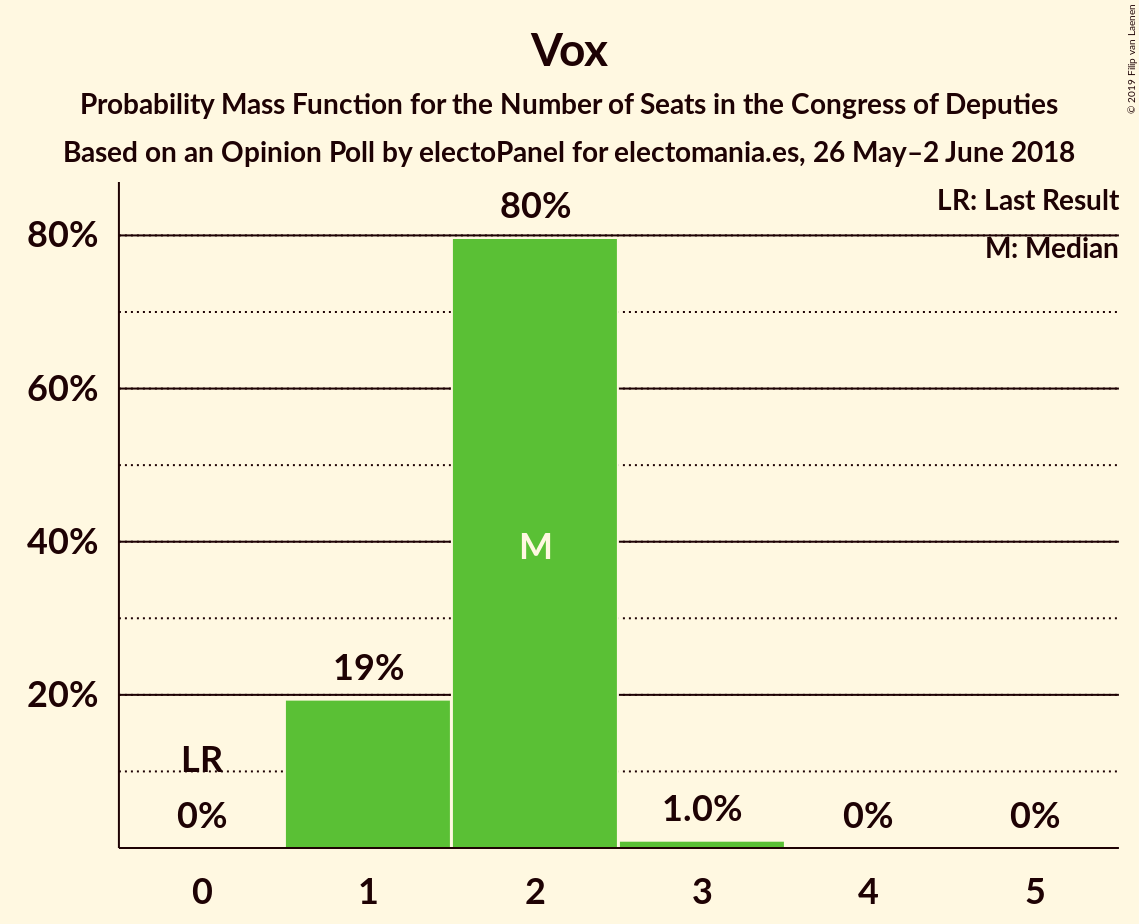 Vox
Probability Mass Function for the Number of Seats in the Congress of Deputies
Based on an Opinion Poll by electoPanel for electomania.es, 26 May–2 June 2018
© 2019 Filip van Laenen
LR: Last Result
M: Median
80%
80%
60%
40%
M
20%
19%
LR
0%
1.0%
0%
0%
0 1 2 3 4 5